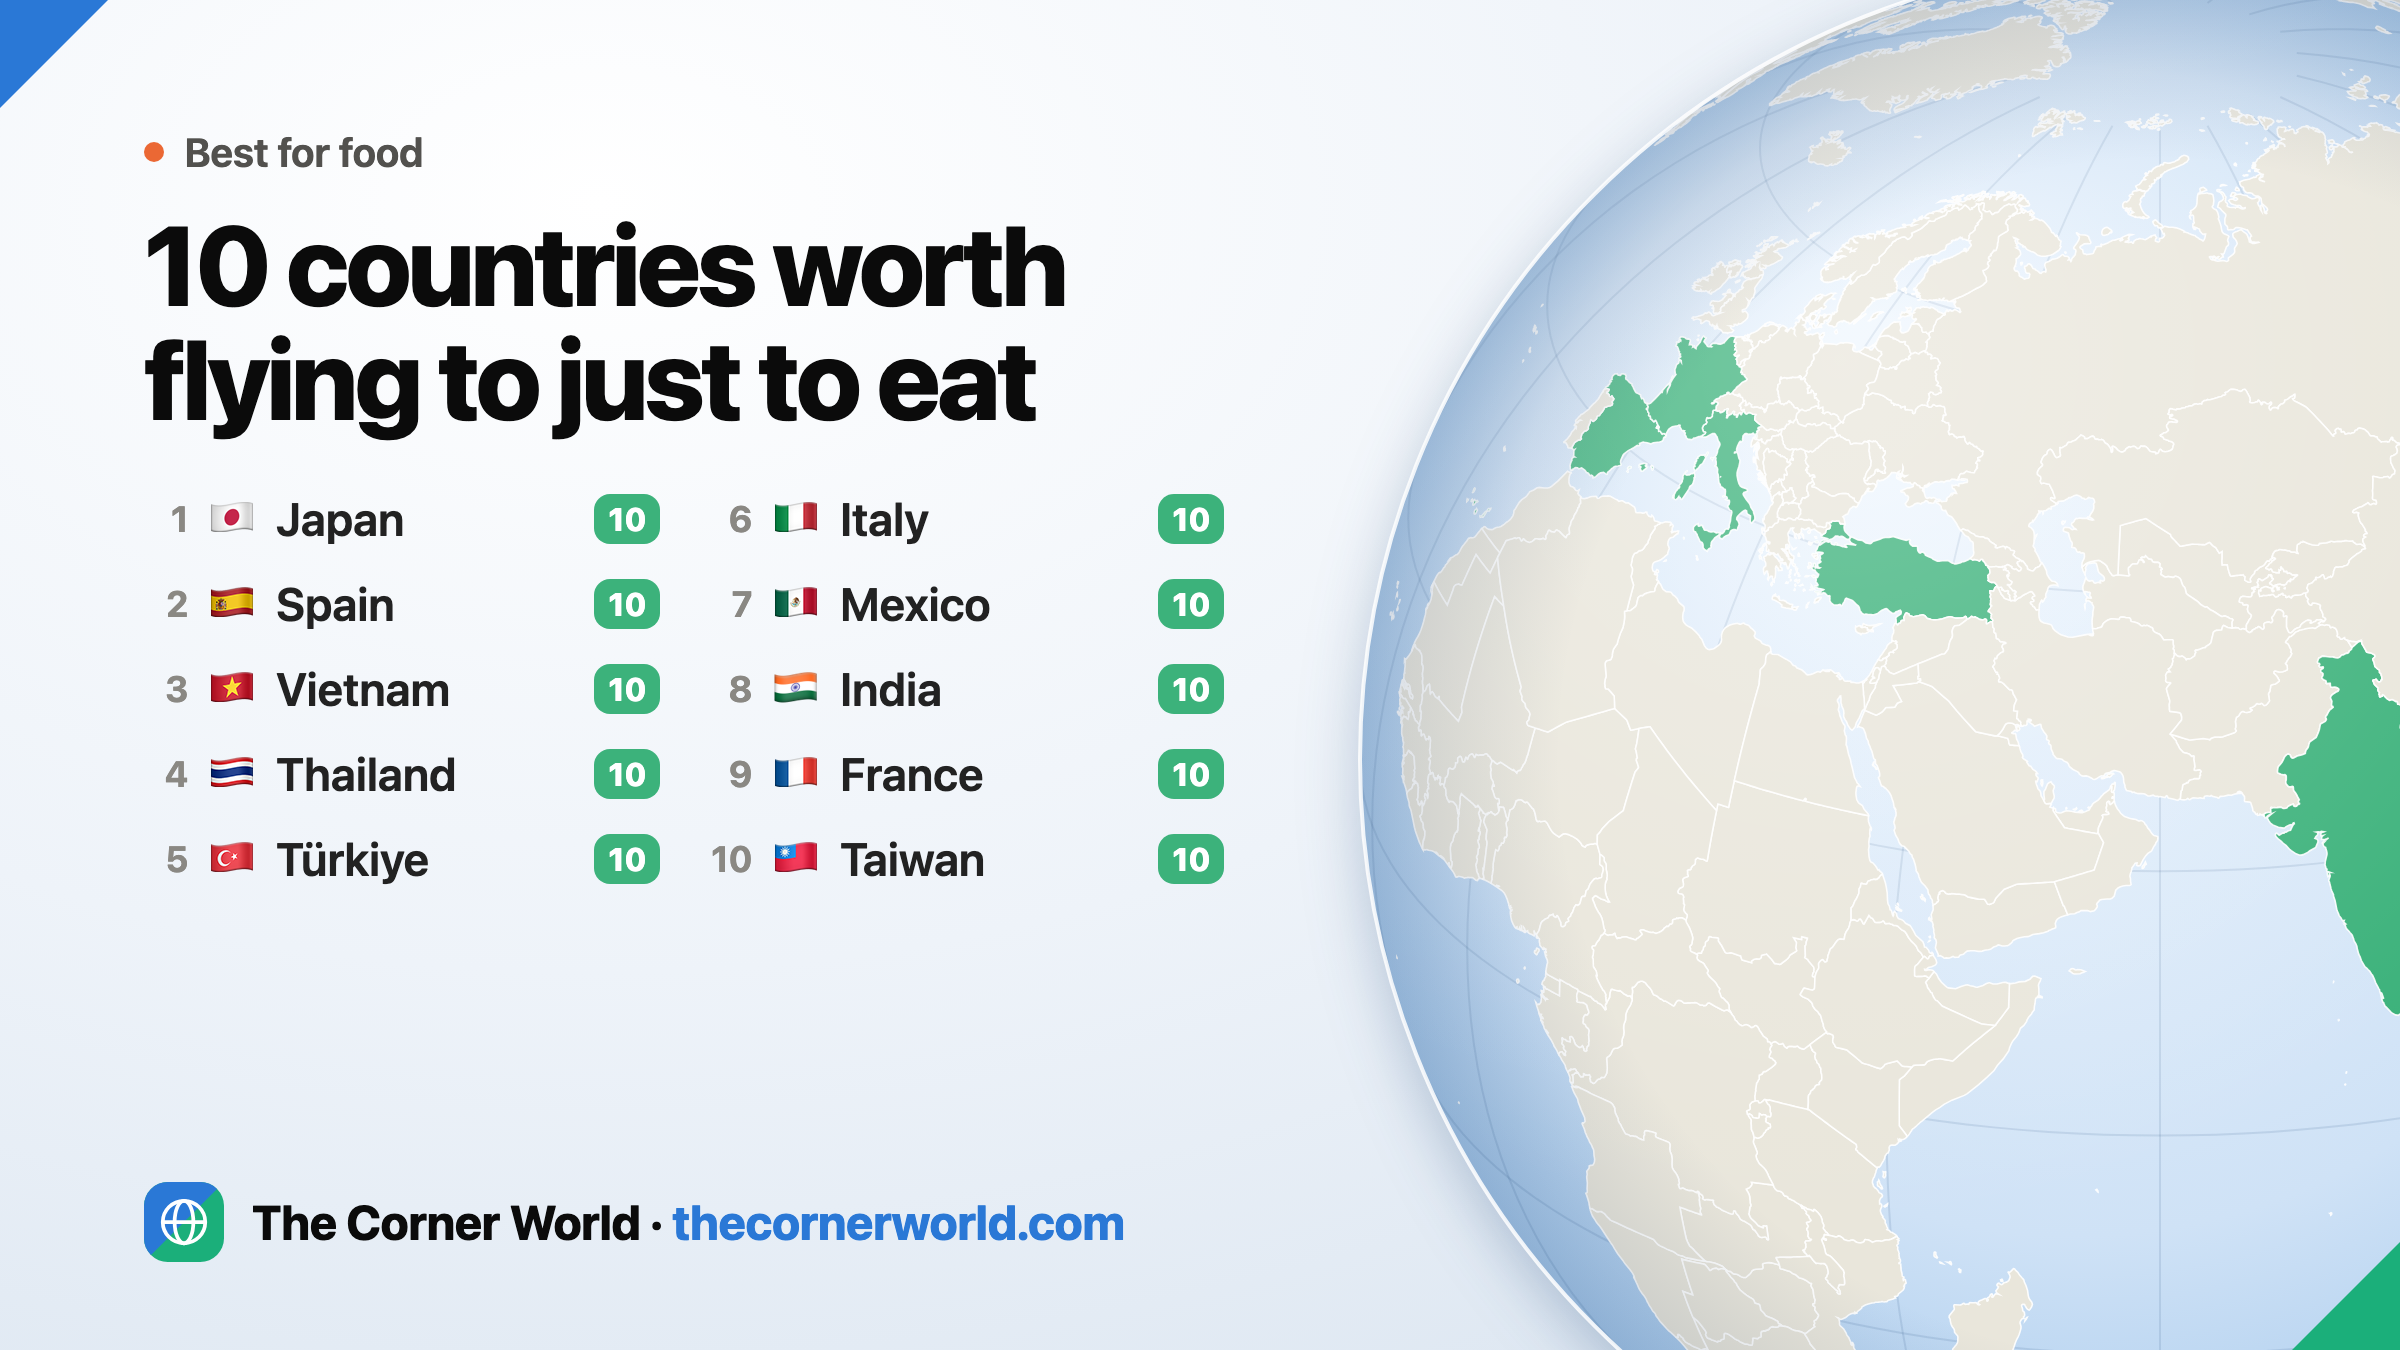 Best for food
10 countries worth
flying to just to eat
1 Japan 10
2 Spain 10
3 Vietnam 10
4 Thailand 10
5 Türkiye 10
6 Italy 10
7 Mexico 10
8 India 10
9 France 10
10 Taiwan 10
The Corner World · thecornerworld.com